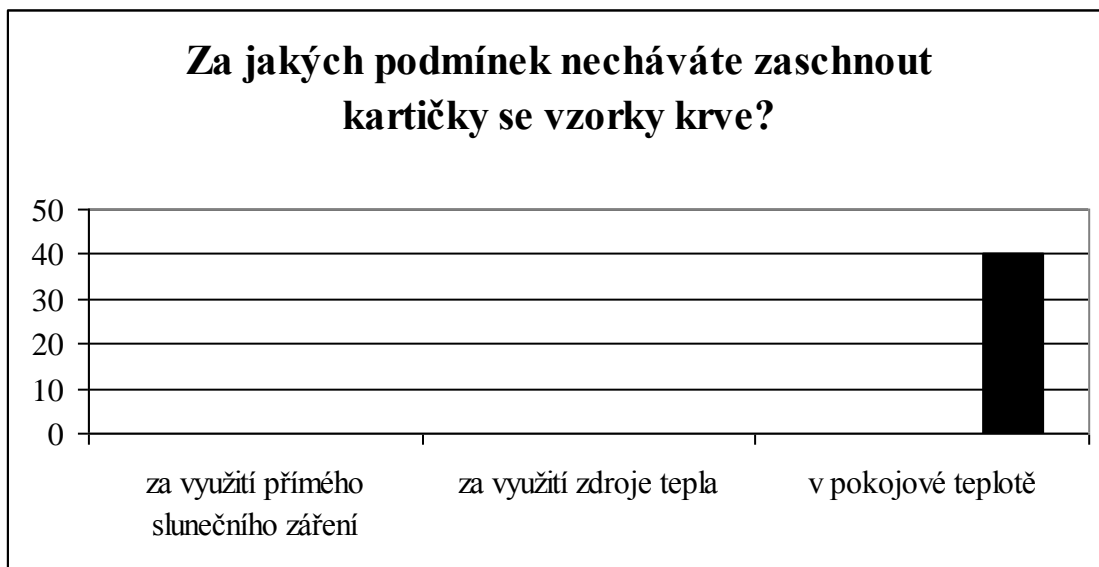 Za jakých podmínek necháváte zaschnout
kartičky se vzorky krve?
50
40
30
20
10
0
za využití přímého
slunečního záření
za využití zdroje tepla
v pokojové teplotě